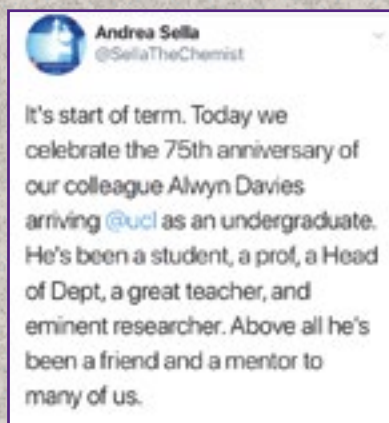 Andrea Sella
@SellaTheChemist
It's start of term. Today we
celebrate the 75th anniversary of
our colleague Alwyn Davies
arriving @ucl as an undergraduate.
He's been a student, a prof, a Head
of Dept, a great teacher, and
eminent researcher. Above all he's
been a friend and a mentor to
many of us.